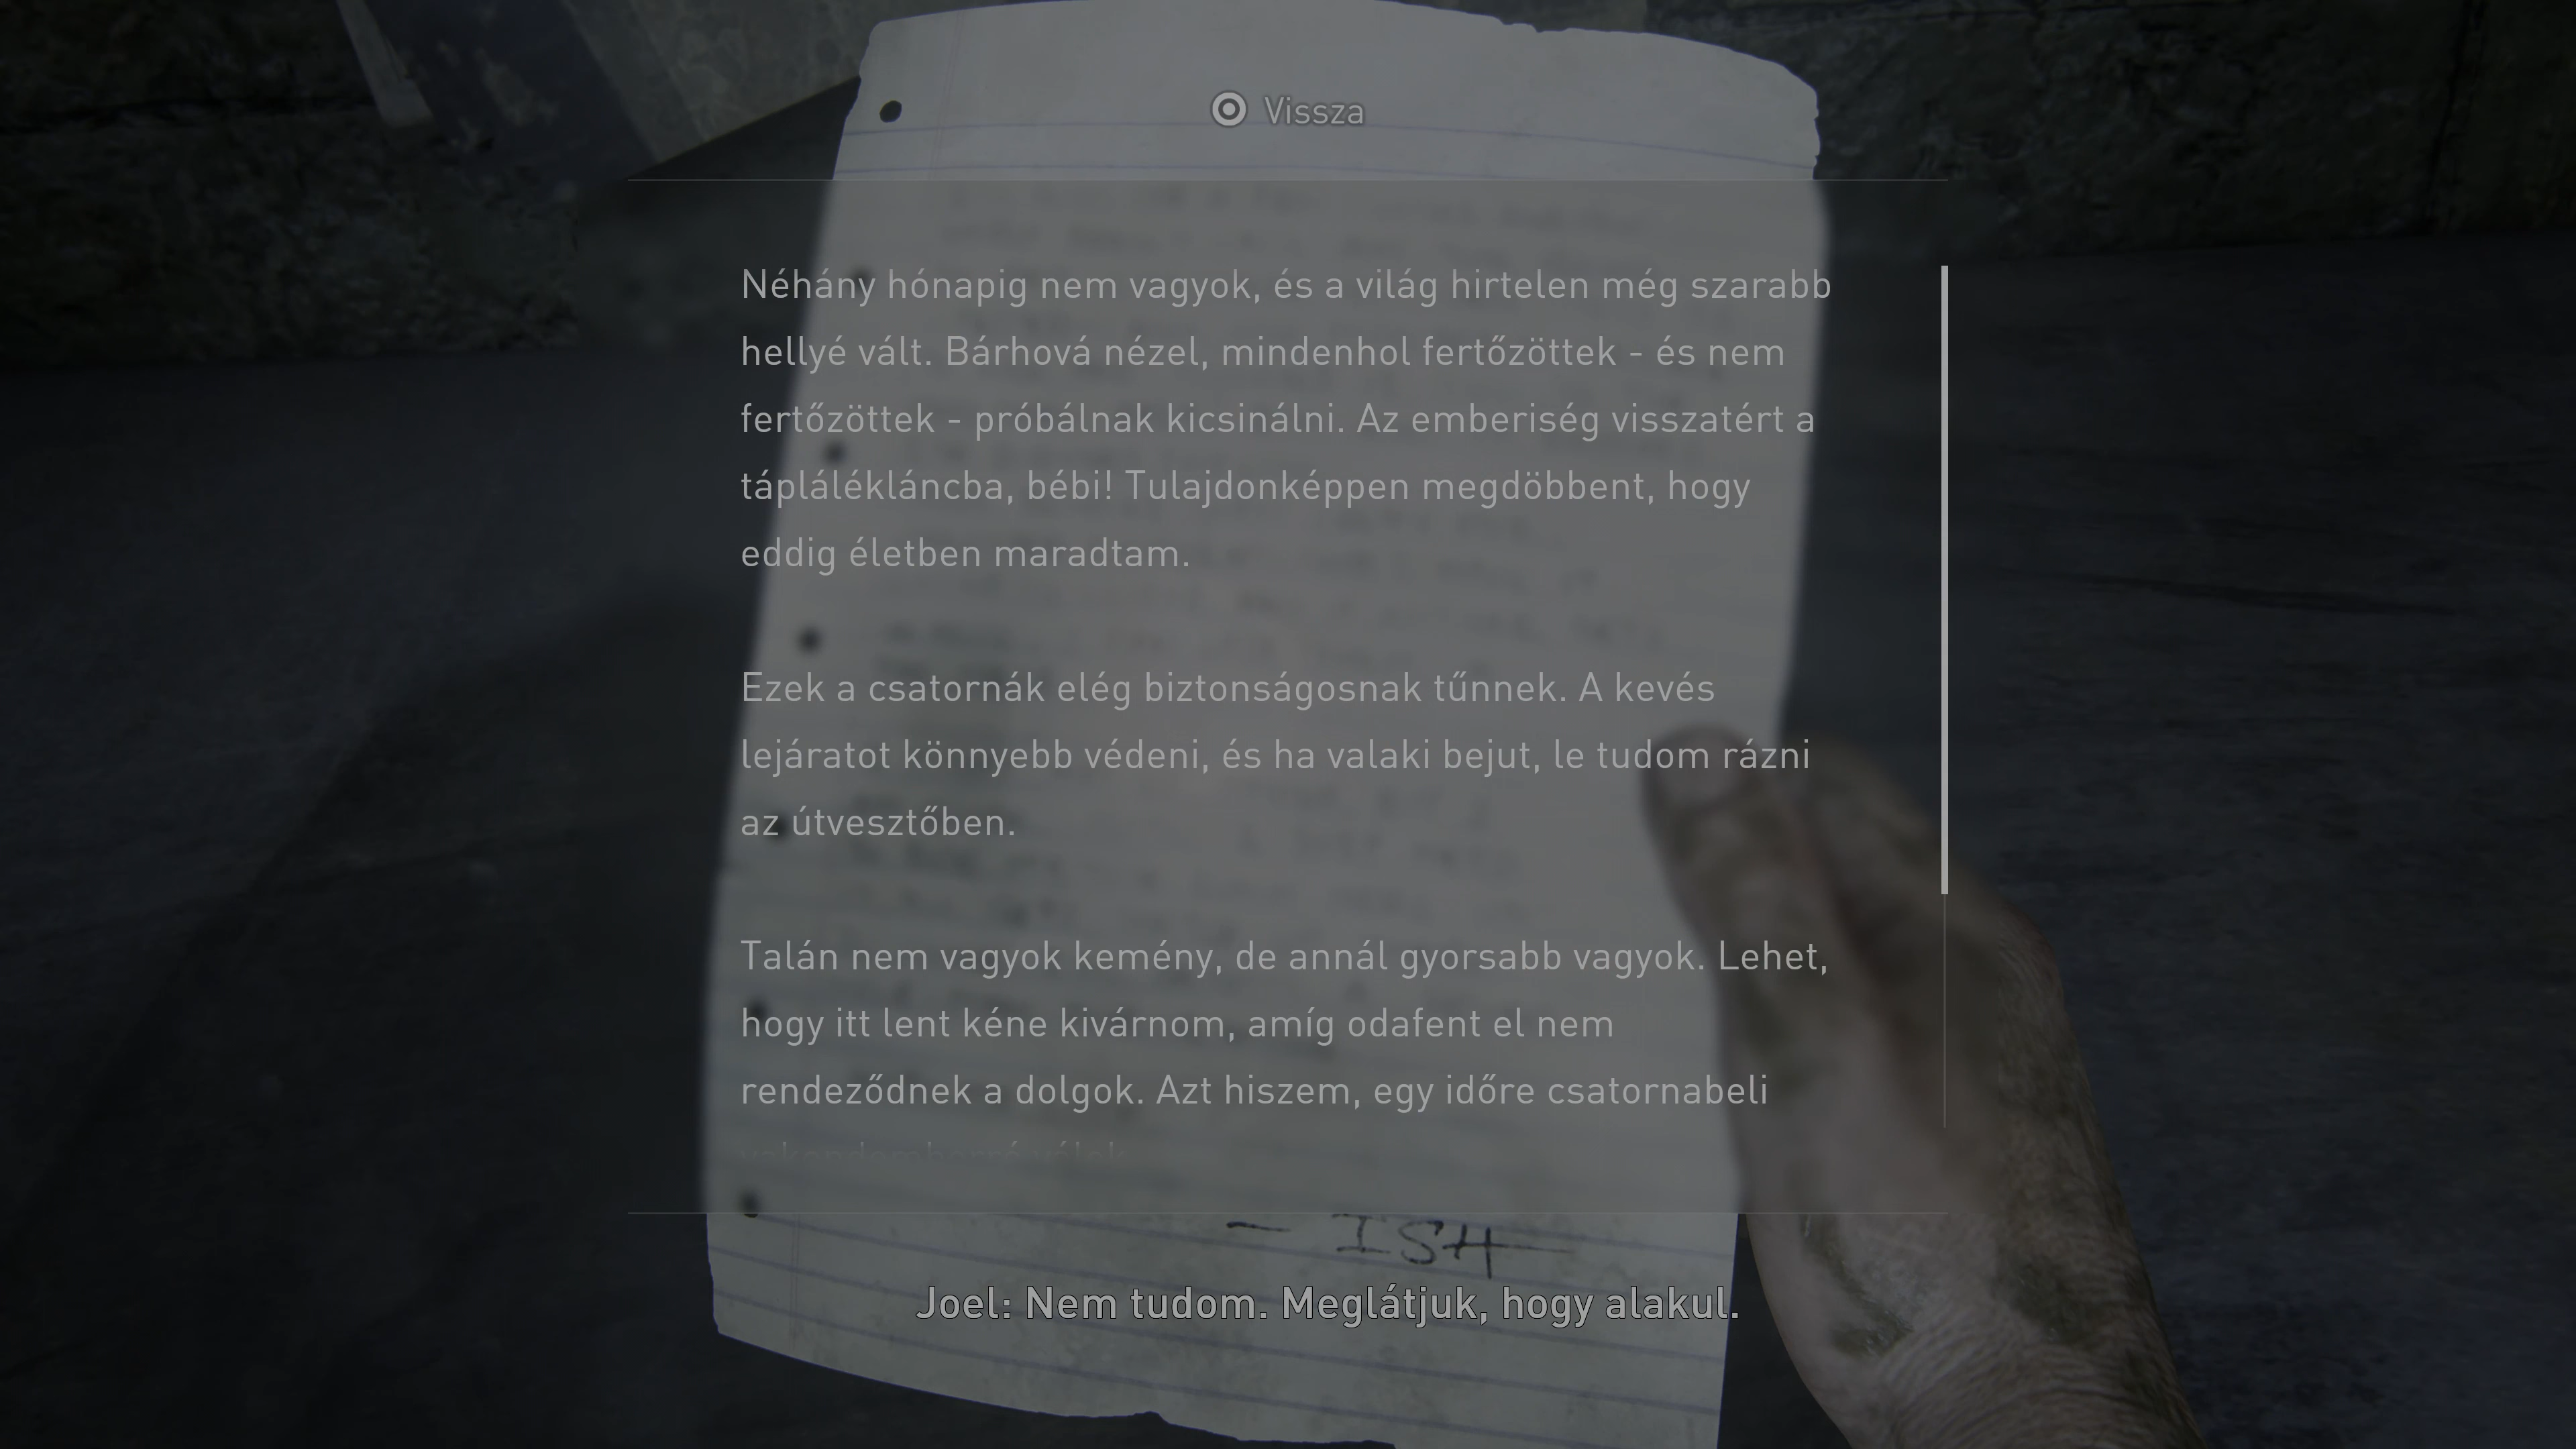 Vissza
Néhány hónapig nem vagyok, és a világ hirtelen még szarabb
hellyé vált. Bárhová nézel, mindenhol fertőzöttek - és nem
fertőzöttek - próbálnak kicsinálni. Az emberiség visszatért a
táplálékláncba, bébi! Tulajdonképpen megdöbbent, hogy
eddig életben maradtam.
Ezek a csatornák elég biztonságosnak tűnnek. A kevés
lejáratot könnyebb védeni, és ha valaki bejut, le tudom rázni
az útvesztőben.
Talán nem vagyok kemény, de annál gyorsabb vagyok. Lehet,
hogy itt lent kéne kivárnom, amíg odafent el nem
rendeződnek a dolgok. Azt hiszem, egy időre csatornabeli
vakondemberré válok.
- ISH
Joel: Nem tudom. Meglátjuk, hogy alakul.